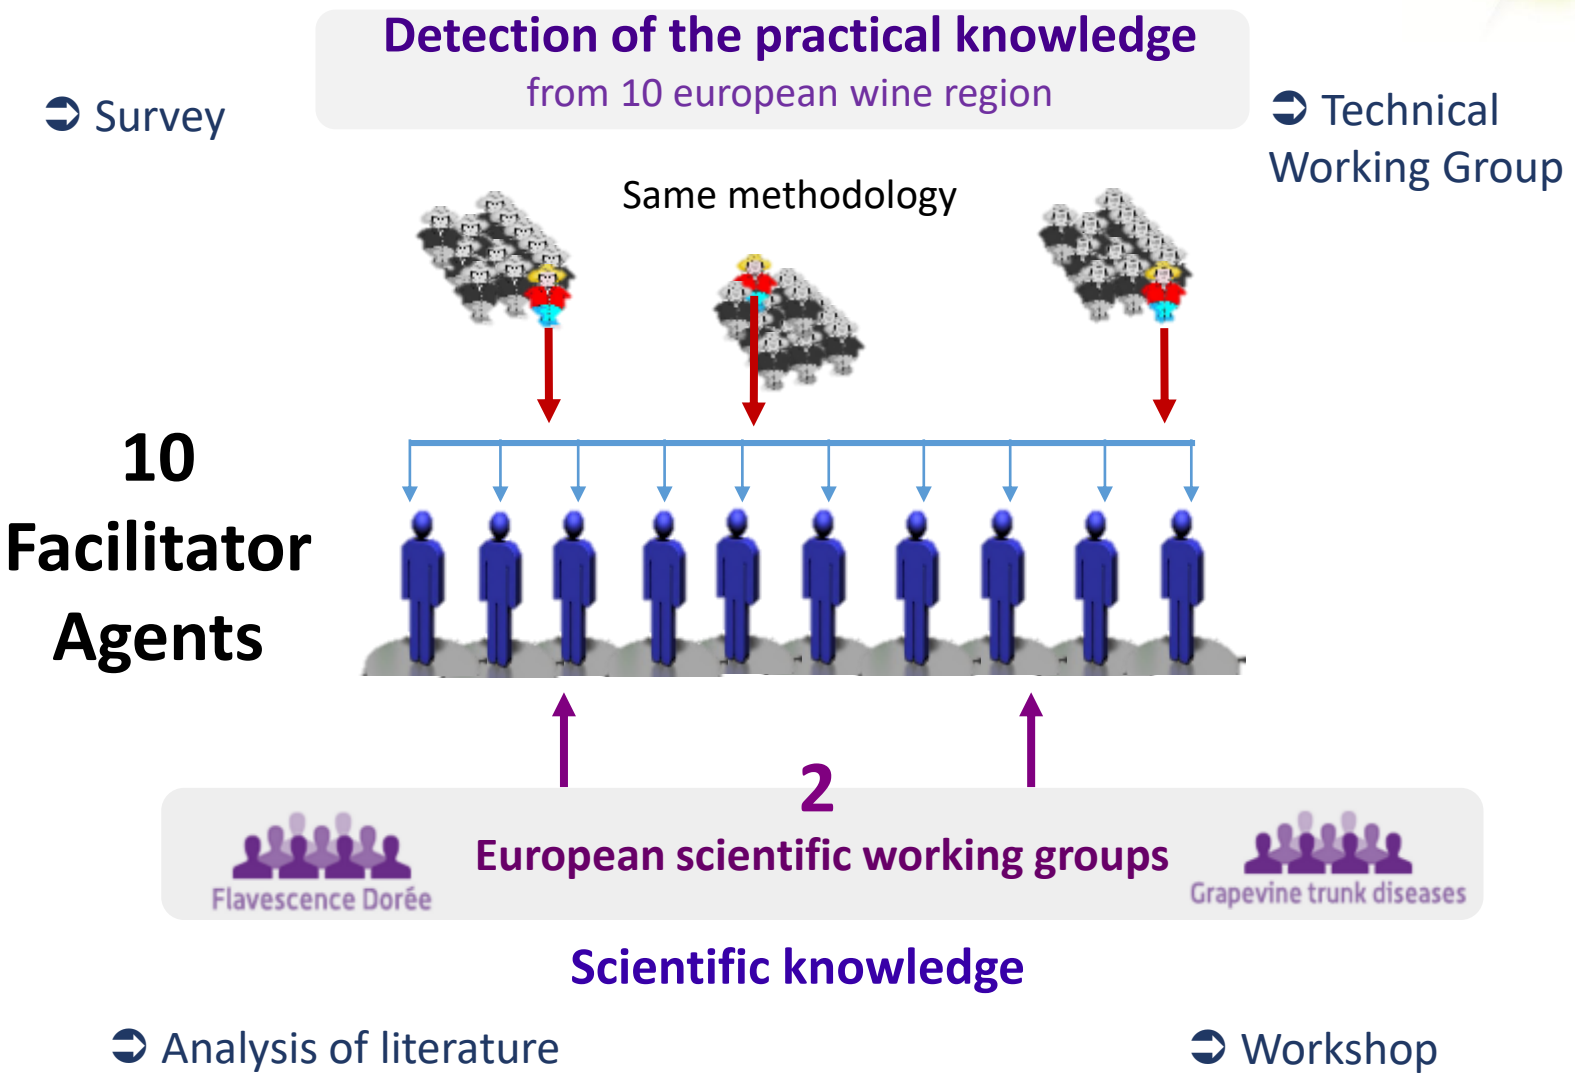 Detection of the practical knowledge
from 10 european wine region
➲ Survey
➲ Technical
Working Group
Same methodology
10
Facilitator
Agents
2
European scientific working groups
Flavescence Dorée
Grapevine trunk diseases
Scientific knowledge
➲ Analysis of literature
➲ Workshop